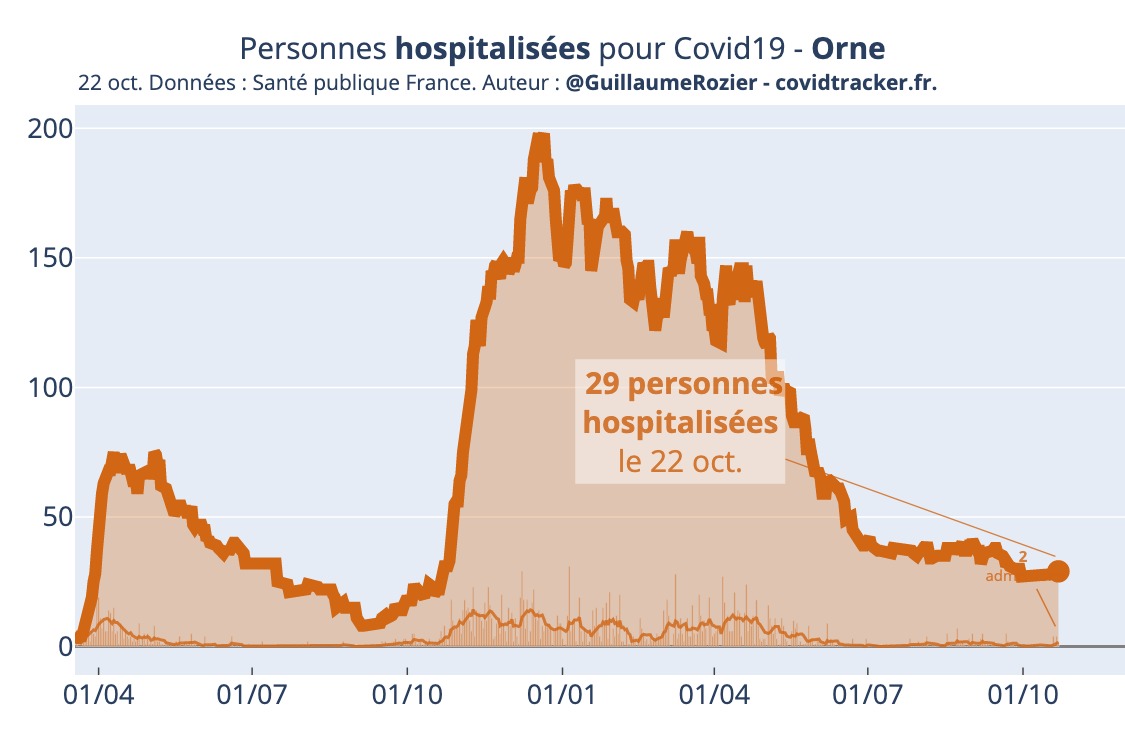 Personnes hospitalisées pour Covid19 - Orne
22 oct. Données : Santé publique France. Auteur : @GuillaumeRozier - covidtracker.fr.
200
150
100
50
0
29 personnes
hospitalisées
le 22 oct.
2
01/04 01/07 01/10 01/01 01/04 01/07 01/10